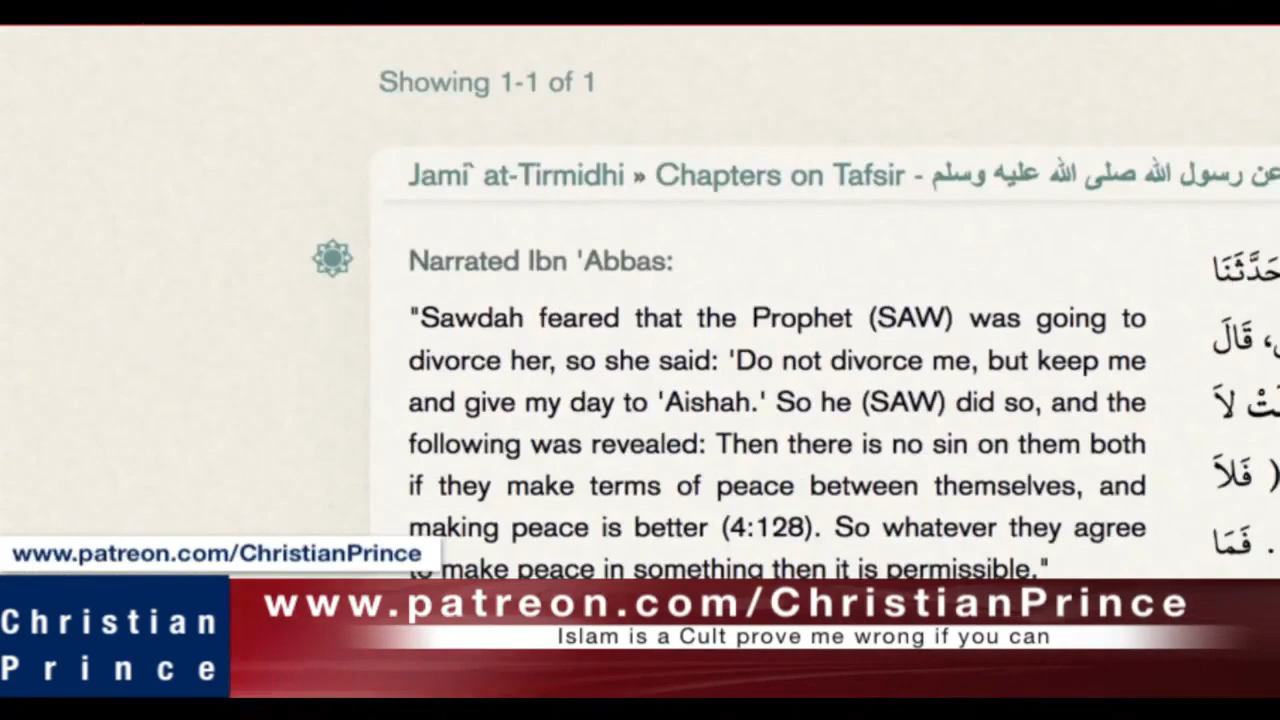 Showing 1-1 of 1
Jami` at-Tirmidhi » Chapters on Tafsir - عن رسول الله صلى الله عليه وسلم
Narrated Ibn 'Abbas:
حَدَّثَنَا
"Sawdah feared that the Prophet (SAW) was going to
divorce her, so she said: 'Do not divorce me, but keep me
قَالَ
and give my day to 'Aishah.' So he (SAW) did so, and the
لاَ
following was revealed: Then there is no sin on them both
if they make terms of peace between themselves, and
فَلاَ
making peace is better (4:128). So whatever they agree
فَمَا
to make peace in something then it is permissible."
www.patreon.com/ChristianPrince
Christian
Prince
www.patreon.com/ChristianPrince
Islam is a Cult prove me wrong if you can